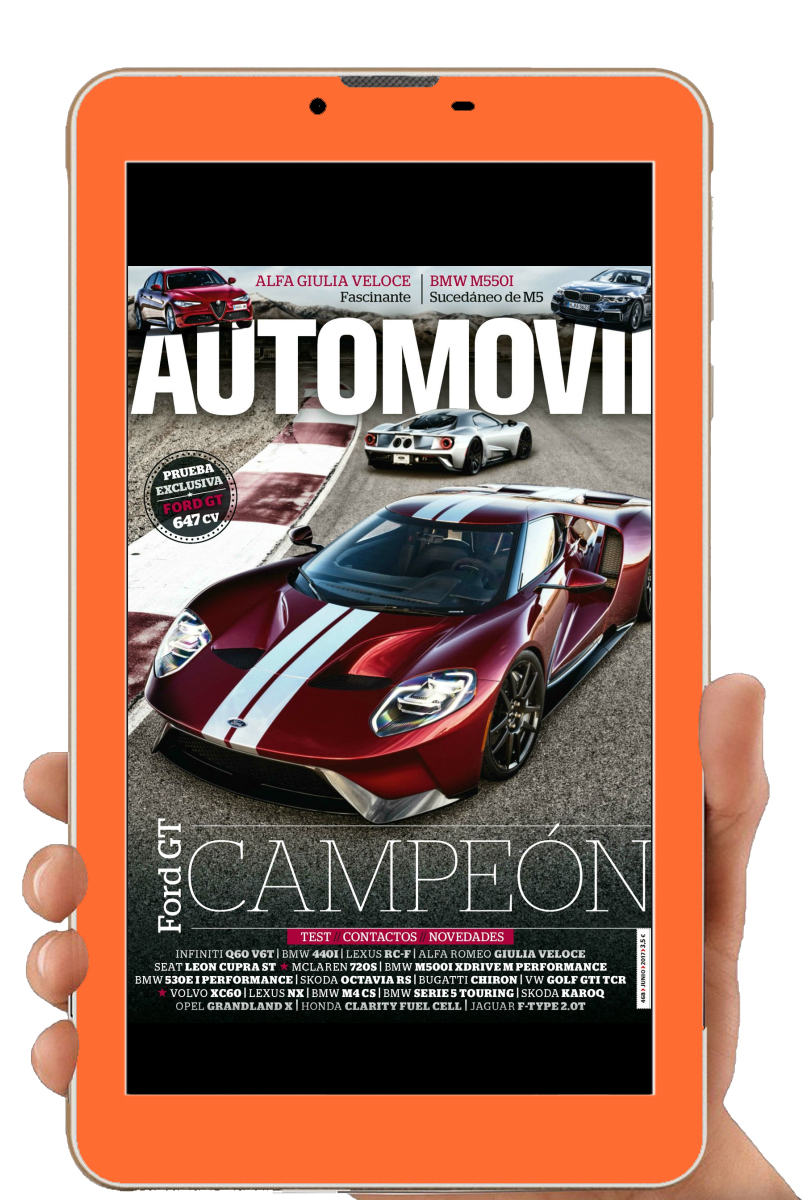 ALFA GIULIA VELOCE
Fascinante
BMW M550I
Sucedáneo de M5
AUTOMOVIL
PRUEBA
EXCLUSIVA
FORD GT
647 CV
Ford GT
CAMPEÓN
TEST // CONTACTOS // NOVEDADES
INFINITI Q60 V6T | BMW 440I | LEXUS RC-F | ALFA ROMEO GIULIA VELOCE
SEAT LEON CUPRA ST ★ MCLAREN 720S | BMW M500I XDRIVE M PERFORMANCE
BMW 530E I PERFORMANCE | SKODA OCTAVIA RS | BUGATTI CHIRON | VW GOLF GTI TCR
★ VOLVO XC60 | LEXUS NX | BMW M4 CS | BMW SERIE 5 TOURING | SKODA KAROQ
OPEL GRANDLAND X | HONDA CLARITY FUEL CELL | JAGUAR F-TYPE 2.0T
468 > JUNIO > 2017 > 3,5 €